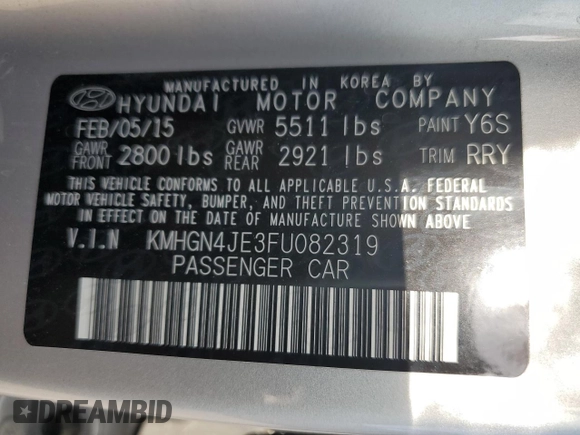 MANUFACTURED IN KOREA BY
HYUNDAI MOTOR COMPANY
FEB/05/15 GVWR 5511 lbs PAINT Y6S
GAWR FRONT 2800 lbs GAWR REAR 2921 lbs TRIM RRY
THIS VEHICLE CONFORMS TO ALL APPLICABLE U.S.A. FEDERAL
MOTOR VEHICLE SAFETY, BUMPER, AND THEFT PREVENTION STANDARDS
IN EFFECT ON THE DATE OF MANUFACTURE SHOWN ABOVE.
V.I.N KMHGN4JE3FU082319
PASSENGER CAR
DREAMBID